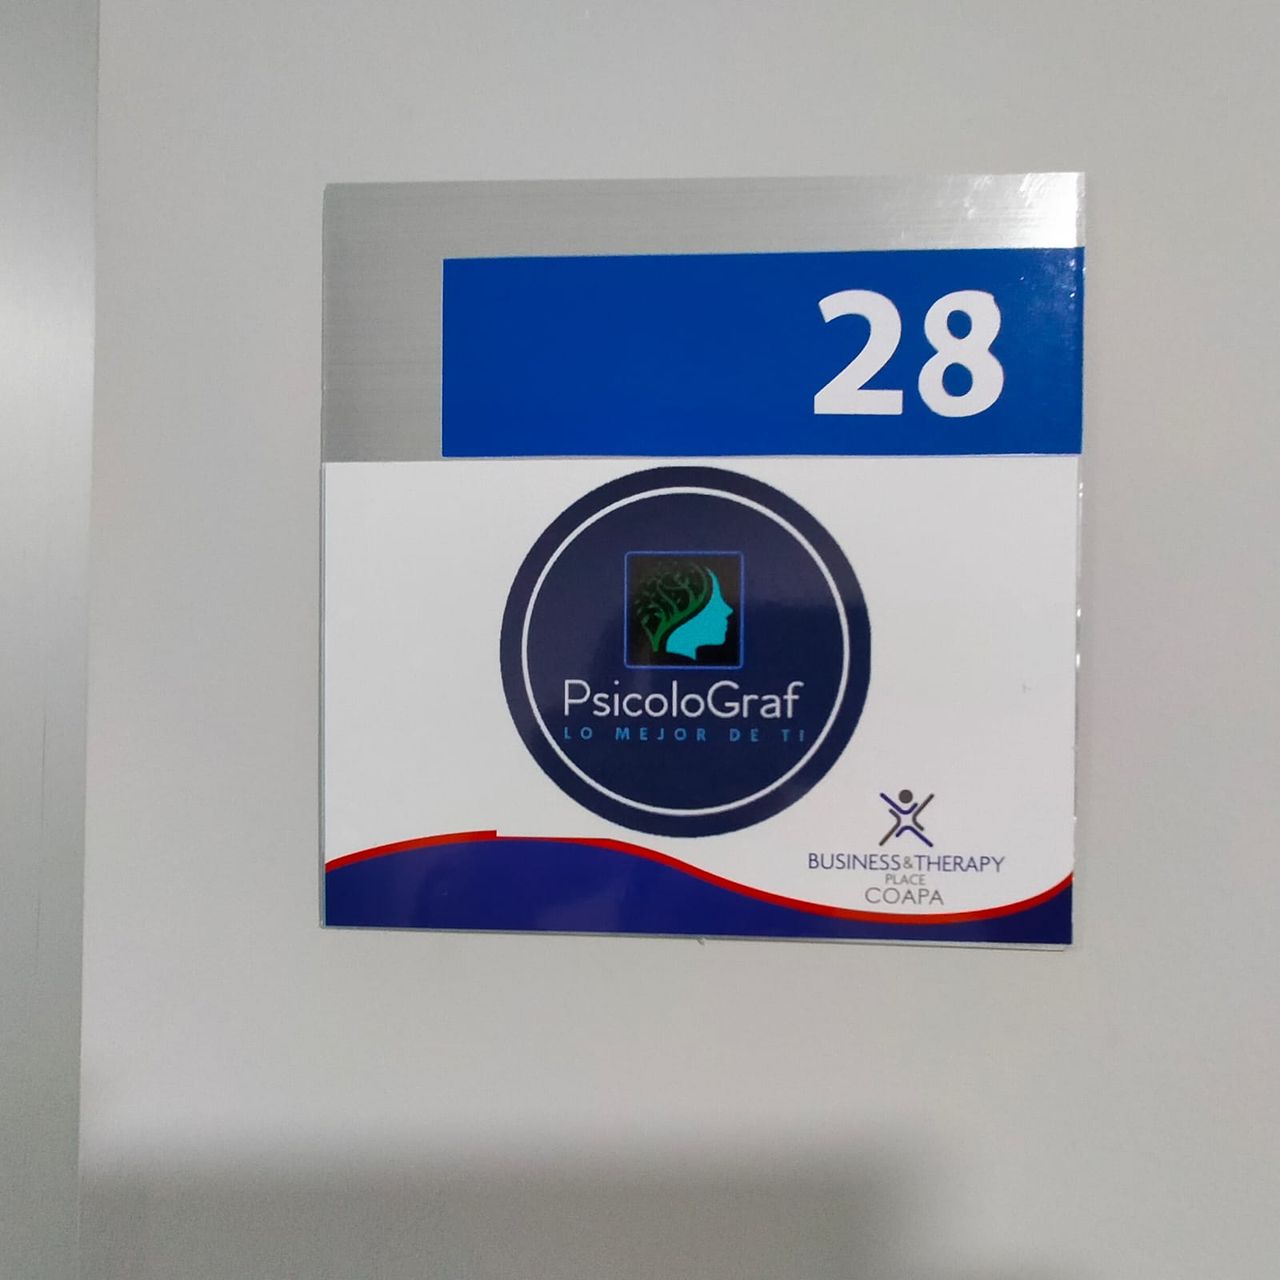 28
PsicoloGraf
LO MEJOR DE TI
BUSINESS&THERAPY
PLACE
COAPA